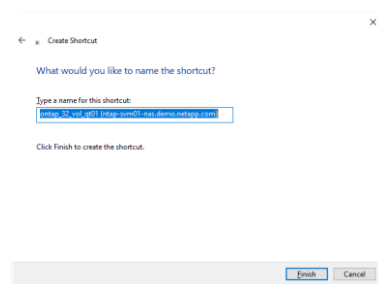 Create Shortcut
What would you like to name the shortcut?
Type a name for this shortcut:
ontap_32_vol_qt01 (ntap-svm01-nas.demo.netapp.com)
Click Finish to create the shortcut.
Finish Cancel